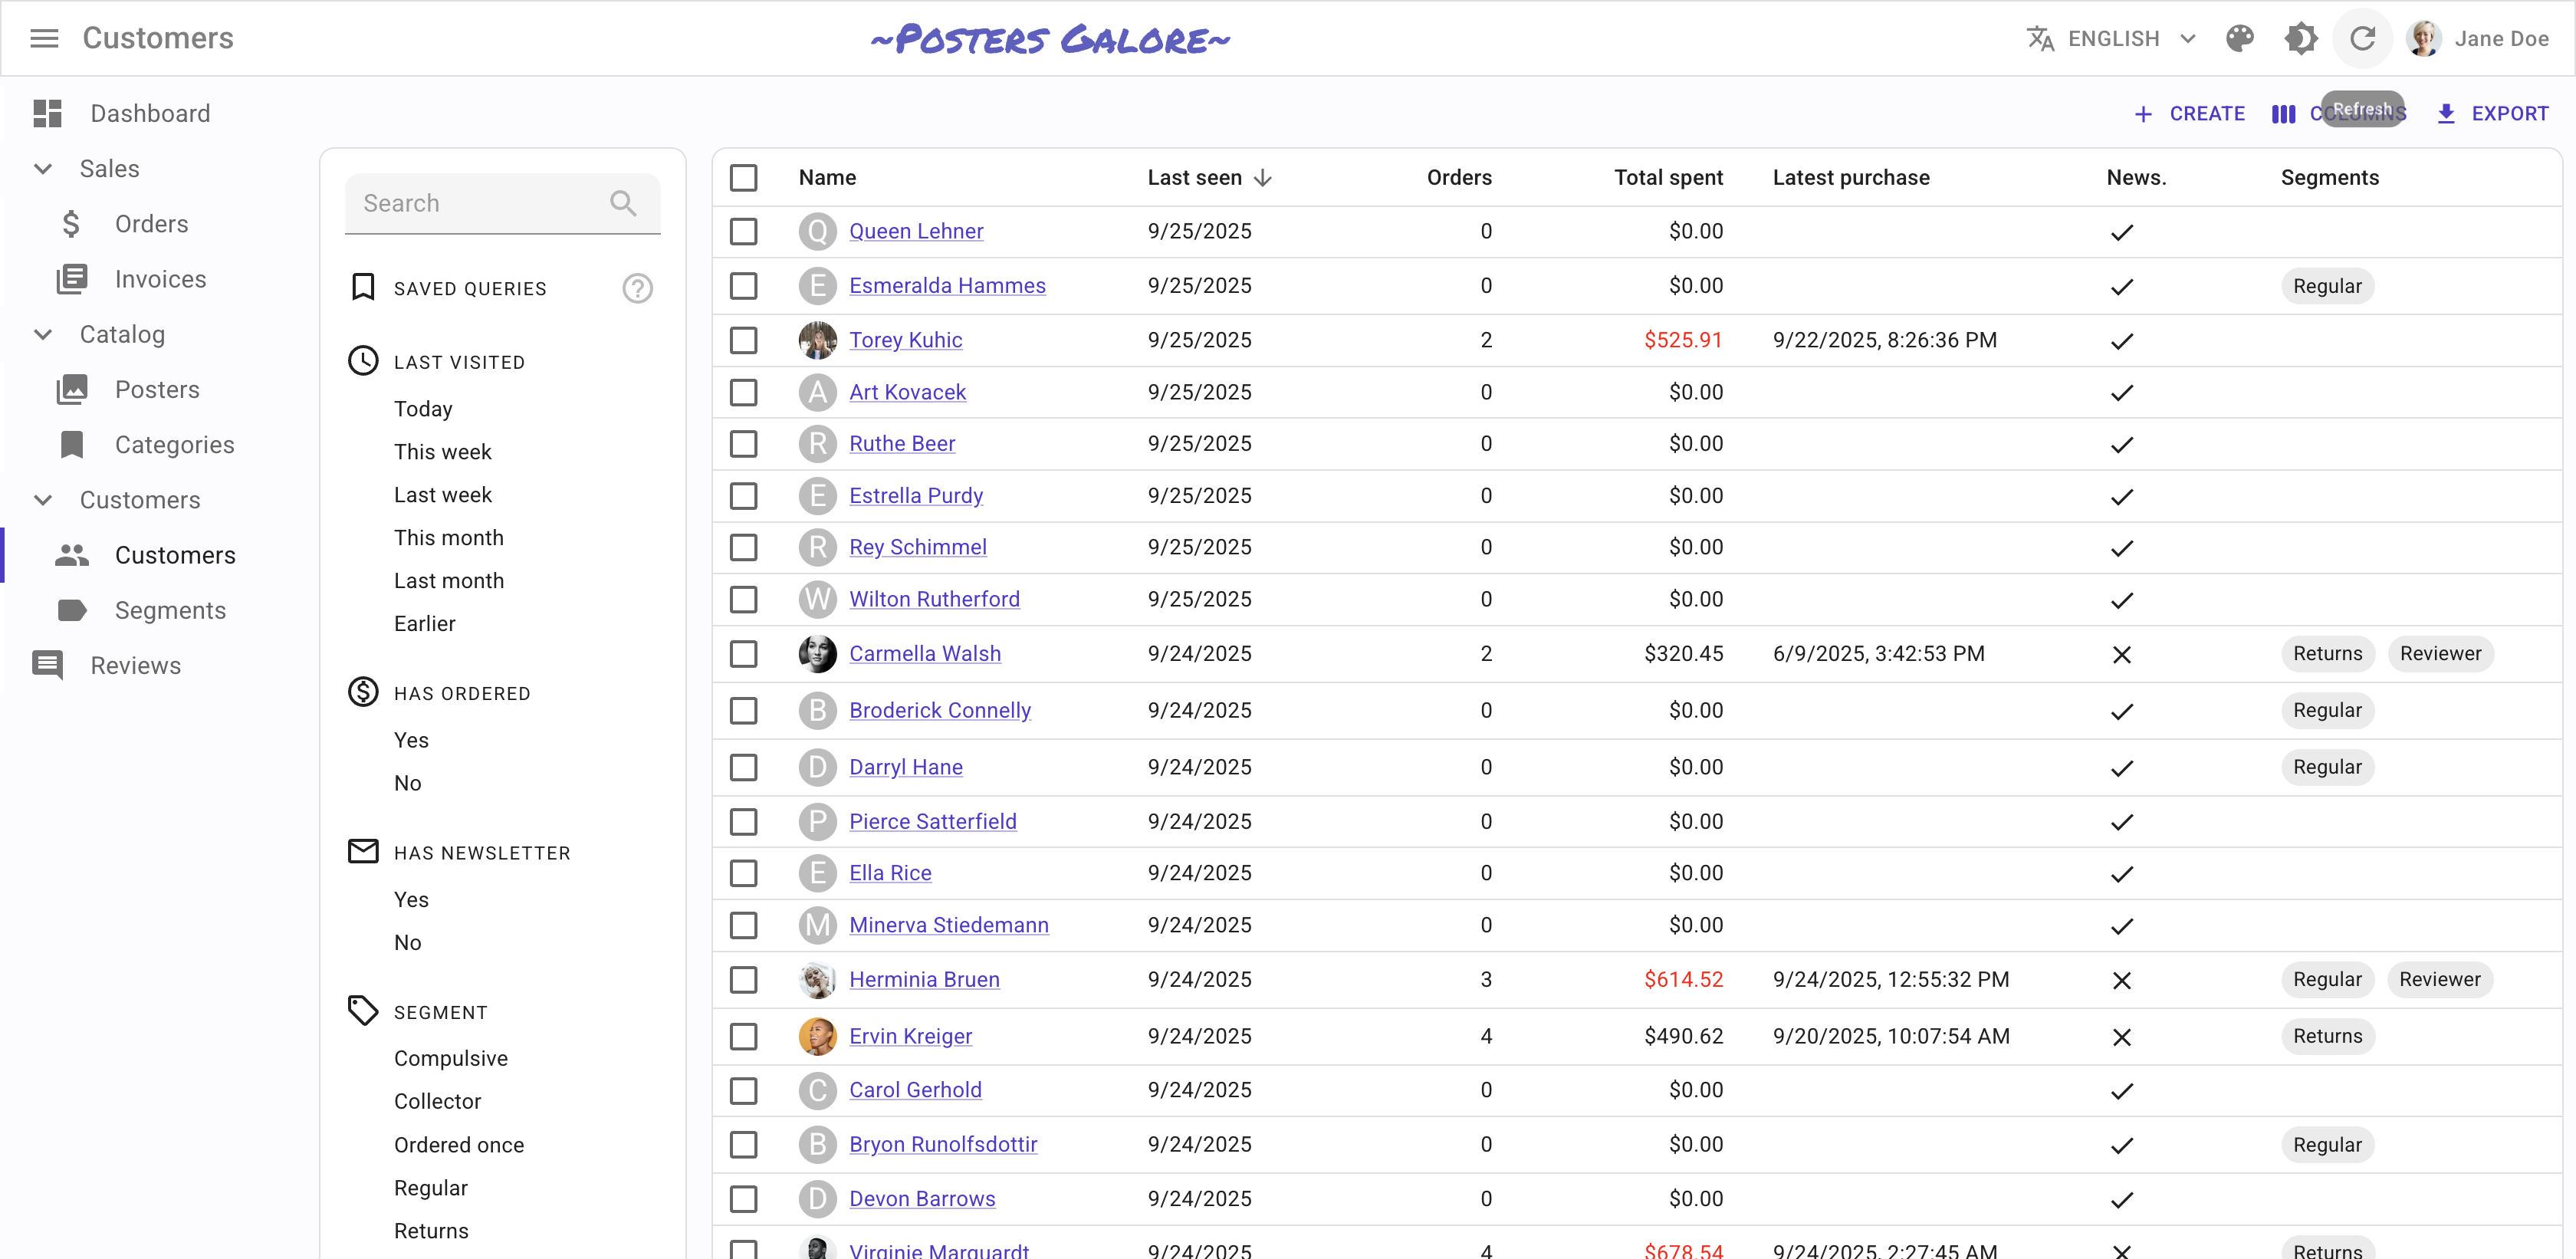 Customers
~Posters Galore~
ENGLISH
Jane Doe
Refresh
CREATE
COLUMNS
EXPORT
Dashboard
Sales
Orders
Invoices
Catalog
Posters
Categories
Customers
Customers
Segments
Reviews
Search
SAVED QUERIES
?
LAST VISITED
Today
This week
Last week
This month
Last month
Earlier
HAS ORDERED
Yes
No
HAS NEWSLETTER
Yes
No
SEGMENT
Compulsive
Collector
Ordered once
Regular
Returns
Name Last seen Orders Total spent Latest purchase News. Segments
Q Queen Lehner 9/25/2025 0 $0.00
E Esmeralda Hammes 9/25/2025 0 $0.00 Regular
Torey Kuhic 9/25/2025 2 $525.91 9/22/2025, 8:26:36 PM
A Art Kovacek 9/25/2025 0 $0.00
R Ruthe Beer 9/25/2025 0 $0.00
E Estrella Purdy 9/25/2025 0 $0.00
R Rey Schimmel 9/25/2025 0 $0.00
W Wilton Rutherford 9/25/2025 0 $0.00
Carmella Walsh 9/24/2025 2 $320.45 6/9/2025, 3:42:53 PM Returns Reviewer
B Broderick Connelly 9/24/2025 0 $0.00 Regular
D Darryl Hane 9/24/2025 0 $0.00 Regular
P Pierce Satterfield 9/24/2025 0 $0.00
E Ella Rice 9/24/2025 0 $0.00
M Minerva Stiedemann 9/24/2025 0 $0.00
Herminia Bruen 9/24/2025 3 $614.52 9/24/2025, 12:55:32 PM Regular Reviewer
Ervin Kreiger 9/24/2025 4 $490.62 9/20/2025, 10:07:54 AM Returns
C Carol Gerhold 9/24/2025 0 $0.00
B Bryon Runolfsdottir 9/24/2025 0 $0.00 Regular
D Devon Barrows 9/24/2025 0 $0.00
Virginie Marquardt 9/24/2025 4 $678.54 9/24/2025, 2:27:45 AM Returns